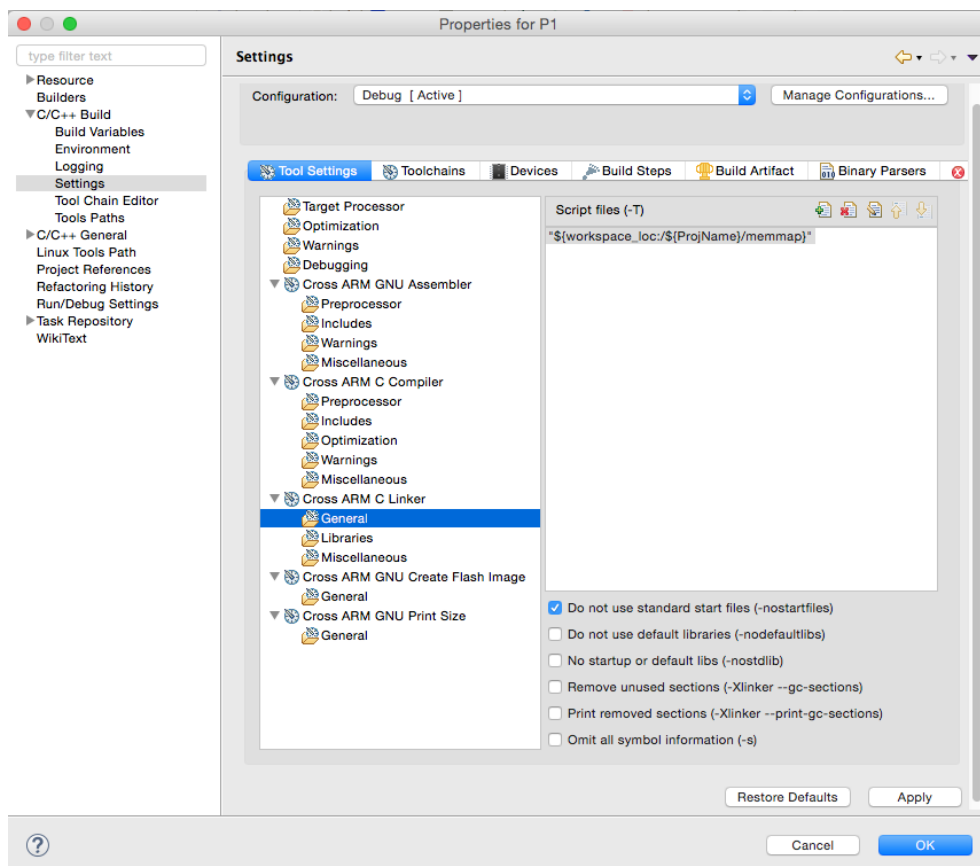 Properties for P1
type filter text
Resource
Builders
C/C++ Build
Build Variables
Environment
Logging
Settings
Tool Chain Editor
Tools Paths
C/C++ General
Linux Tools Path
Project References
Refactoring History
Run/Debug Settings
Task Repository
WikiText
Settings
Configuration:
Debug [ Active ]
Manage Configurations...
Tool Settings
Toolchains
Devices
Build Steps
Build Artifact
Binary Parsers
Target Processor
Optimization
Warnings
Debugging
Cross ARM GNU Assembler
Preprocessor
Includes
Warnings
Miscellaneous
Cross ARM C Compiler
Preprocessor
Includes
Optimization
Warnings
Miscellaneous
Cross ARM C Linker
General
Libraries
Miscellaneous
Cross ARM GNU Create Flash Image
General
Cross ARM GNU Print Size
General
Script files (-T)
"${workspace_loc:/${ProjName}/memmap}"
Do not use standard start files (-nostartfiles)
Do not use default libraries (-nodefaultlibs)
No startup or default libs (-nostdlib)
Remove unused sections (-Xlinker --gc-sections)
Print removed sections (-Xlinker --print-gc-sections)
Omit all symbol information (-s)
Restore Defaults
Apply
?
Cancel
OK